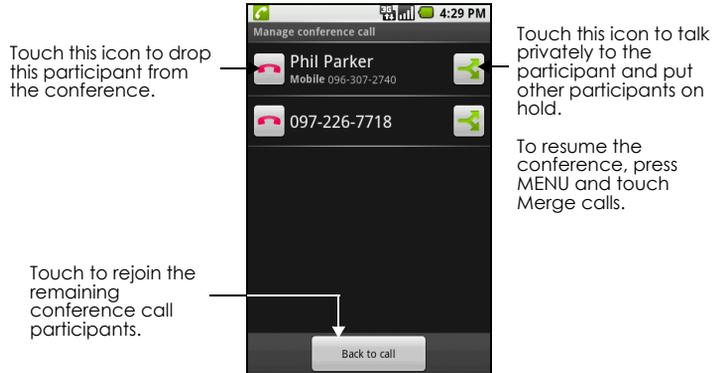 3G 4:29 PM
Manage conference call
Touch this icon to drop
this participant from
the conference.
Phil Parker
Mobile 096-307-2740
097-226-7718
Touch this icon to talk
privately to the
participant and put
other participants on
hold.
To resume the
conference, press
MENU and touch
Merge calls.
Touch to rejoin the
remaining
conference call
participants.
Back to call